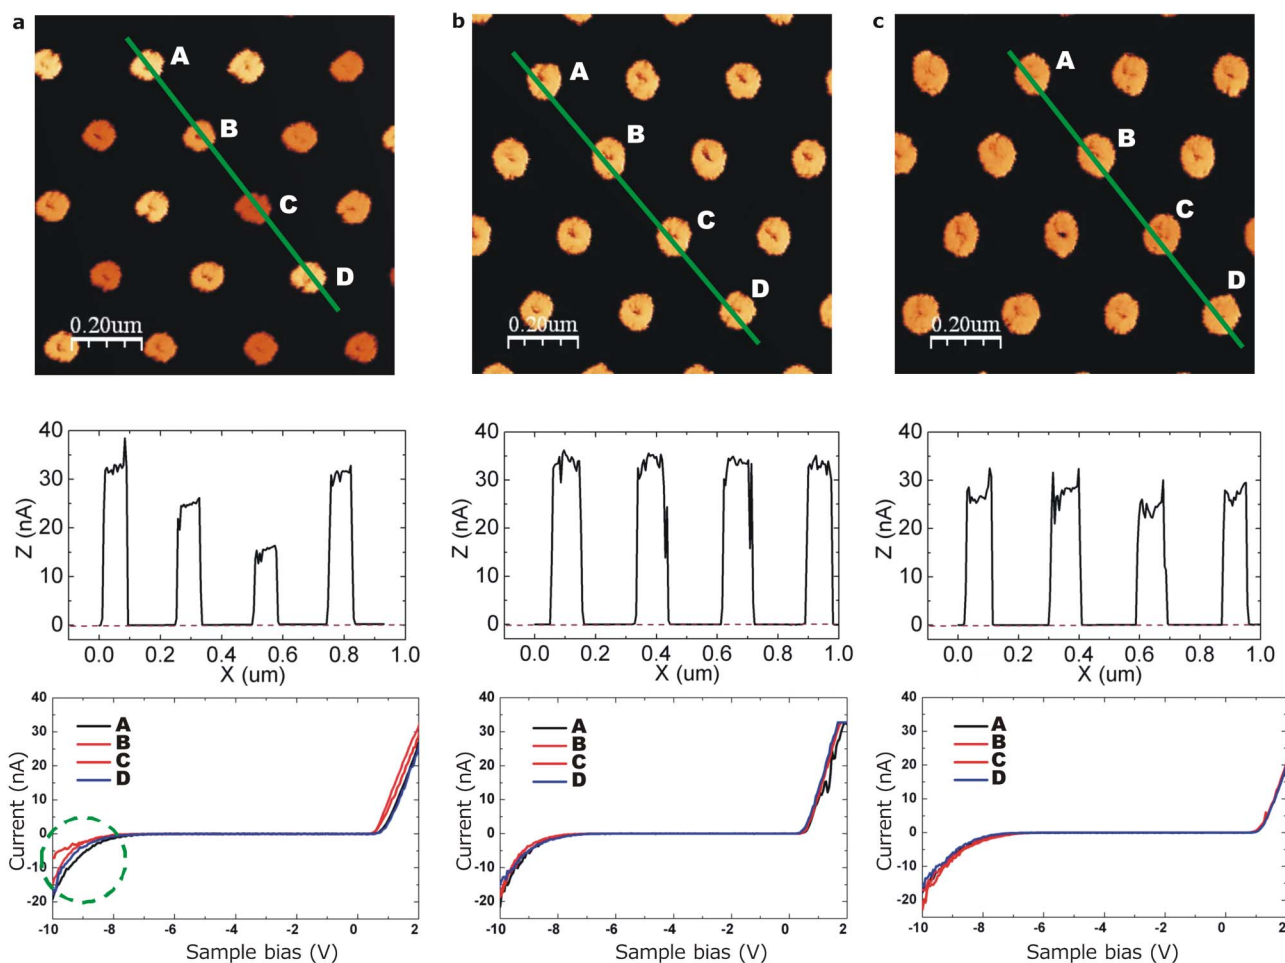 a
A
B
C
D
0.20um
b
A
B
C
D
0.20um
c
A
B
C
D
0.20um
40
30
20
10
0
Z (nA)
0.0 0.2 0.4 0.6 0.8 1.0
X (um)
40
30
20
10
0
Z (nA)
0.0 0.2 0.4 0.6 0.8 1.0
X (um)
40
30
20
10
0
Z (nA)
0.0 0.2 0.4 0.6 0.8 1.0
X (um)
40
30
20
10
0
-10
-20
Current (nA)
A
B
C
D
-10 -8 -6 -4 -2 0 2
Sample bias (V)
40
30
20
10
0
-10
-20
Current (nA)
A
B
C
D
-10 -8 -6 -4 -2 0 2
Sample bias (V)
40
30
20
10
0
-10
-20
Current (nA)
A
B
C
D
-10 -8 -6 -4 -2 0 2
Sample bias (V)